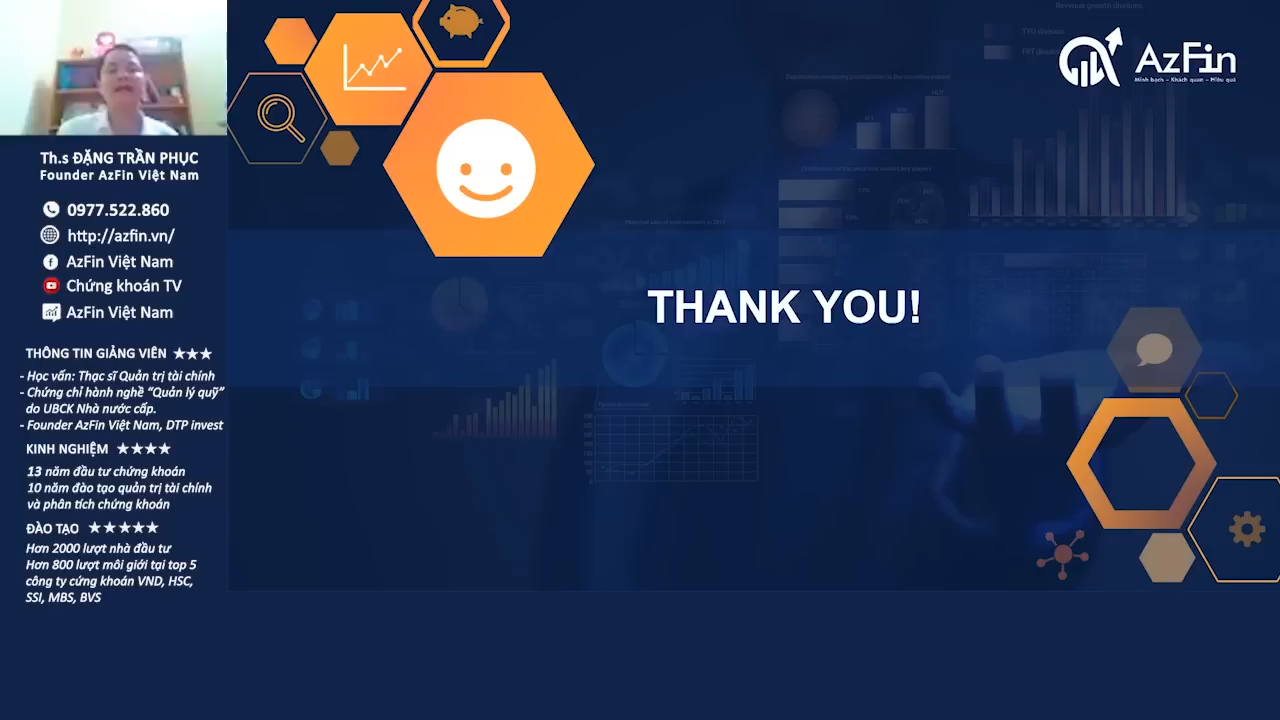 Th.s ĐẶNG TRẦN PHỤC
Founder AzFin Việt Nam
0977.522.860
http://azfin.vn/
AzFin Việt Nam
Chứng khoán TV
AzFin Việt Nam
THÔNG TIN GIẢNG VIÊN ★★★
- Học vấn: Thạc sĩ Quản trị tài chính
- Chứng chỉ hành nghề “Quản lý quỹ”
do UBCK Nhà nước cấp.
- Founder AzFin Việt Nam, DTP invest
KINH NGHIỆM ★★★★
13 năm đầu tư chứng khoán
10 năm đào tạo quản trị tài chính
và phân tích chứng khoán
ĐÀO TẠO ★★★★★
Hơn 2000 lượt nhà đầu tư
Hơn 800 lượt môi giới tại top 5
công ty cứng khoán VND, HSC,
SSI, MBS, BVS
AzFin
Minh bạch – Khách quan – Hiệu quả
Revenue growth divisions
THANK YOU!